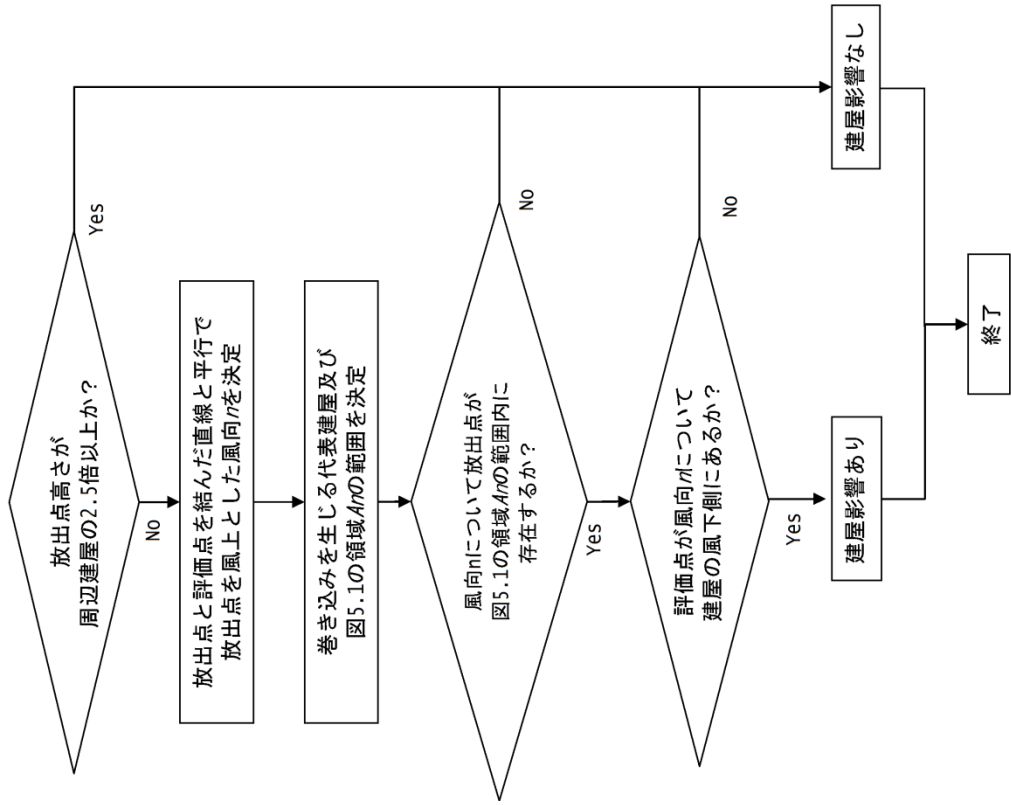 放出点高さが
周辺建屋の2.5倍以上か?
Yes
No
放出点と評価点を結んだ直線と平行で
放出点を風上とした風向nを決定
巻き込みを生じる代表建屋及び
図5.1の領域Anの範囲を決定
風向nについて放出点が
図5.1の領域Anの範囲内に
存在するか?
No
Yes
評価点が風向nについて
建屋の風下側にあるか?
No
Yes
建屋影響あり
建屋影響なし
終了